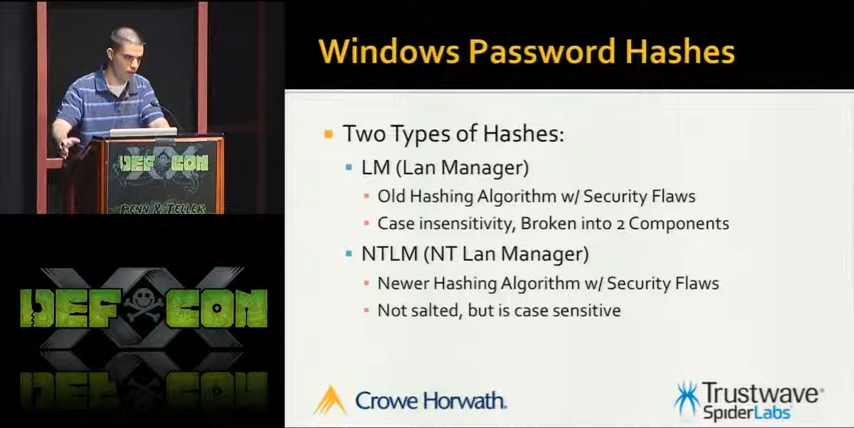 Windows Password Hashes
Two Types of Hashes:
LM (Lan Manager)
Old Hashing Algorithm w/ Security Flaws
Case insensitivity, Broken into 2 Components
NTLM (NT Lan Manager)
Newer Hashing Algorithm w/ Security Flaws
Not salted, but is case sensitive
Crowe Horwath.
Trustwave®
SpiderLabs®
DEF CON
PENN & TELLER
XX
DEF CON